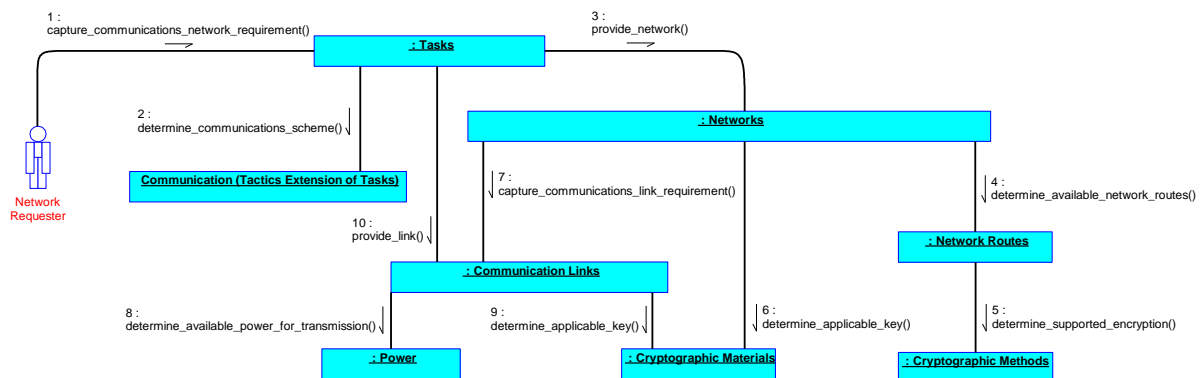 1 :
capture_communications_network_requirement()
3 :
provide_network()
: Tasks
2 :
determine_communications_scheme()
: Networks
Network
Requester
Communication (Tactics Extension of Tasks)
7 :
capture_communications_link_requirement()
4 :
determine_available_network_routes()
10 :
provide_link()
: Network Routes
: Communication Links
8 :
determine_available_power_for_transmission()
9 :
determine_applicable_key()
6 :
determine_applicable_key()
5 :
determine_supported_encryption()
: Power
: Cryptographic Materials
: Cryptographic Methods